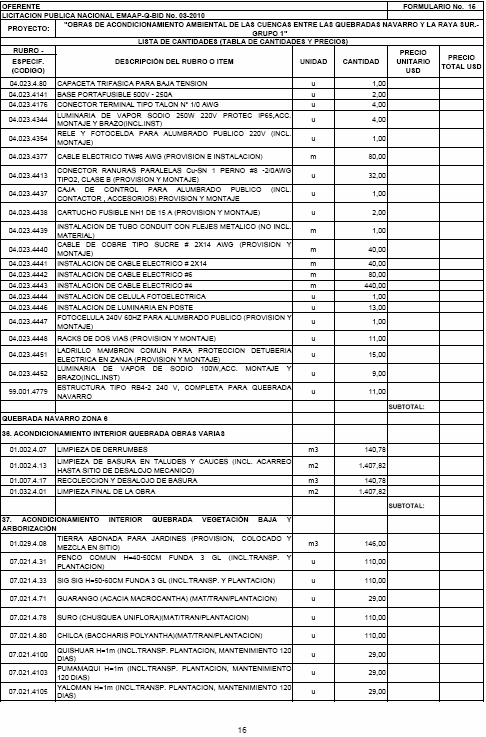 OFERENTE FORMULARIO No. 16
LICITACION PUBLICA NACIONAL EMAAP-Q-BID No. 03-2010
PROYECTO: "OBRAS DE ACONDICIONAMIENTO AMBIENTAL DE LAS CUENCAS ENTRE LAS QUEBRADAS NAVARRO Y LA RAYA SUR.-
GRUPO 1"
LISTA DE CANTIDADES (TABLA DE CANTIDADES Y PRECIOS)
RUBRO -
ESPECIF.
(CODIGO) DESCRIPCIÓN DEL RUBRO O ITEM UNIDAD CANTIDAD PRECIO
UNITARIO
USD PRECIO
TOTAL USD
04.023.4.80 CAPACETA TRIFASICA PARA BAJA TENSION u 1,00
04.023.4141 BASE PORTAFUSIBLE 500V - 250A u 2,00
04.023.4176 CONECTOR TERMINAL TIPO TALON N° 1/0 AWG u 4,00
04.023.4344 LUMINARIA DE VAPOR SODIO 250W 220V PROTEC IP65,ACC.
MONTAJE Y BRAZO(INCL.INST) u 4,00
04.023.4354 RELE Y FOTOCELDA PARA ALUMBRADO PUBLICO 220V (INCL.
MONTAJE) u 1,00
04.023.4377 CABLE ELECTRICO TW#6 AWG (PROVISION E INSTALACION) m 80,00
04.023.4413 CONECTOR RANURAS PARALELAS Cu-SN 1 PERNO #8 -2/0AWG
TIPO2, CLASE B (PROVISION Y MONTAJE) u 32,00
04.023.4437 CAJA DE CONTROL PARA ALUMBRADO PUBLICO (INCL.
CONTACTOR , ACCESORIOS) PROVISION Y MONTAJE u 1,00
04.023.4438 CARTUCHO FUSIBLE NH1 DE 15 A (PROVISION Y MONTAJE) u 2,00
04.023.4439 INSTALACION DE TUBO CONDUIT CON FLEJES METALICO (NO INCL.
MATERIAL) m 1,00
04.023.4440 CABLE DE COBRE TIPO SUCRE # 2X14 AWG (PROVISION Y
MONTAJE) m 40,00
04.023.4441 INSTALACION DE CABLE ELECTRICO # 2X14 m 40,00
04.023.4442 INSTALACION DE CABLE ELECTRICO #6 m 80,00
04.023.4443 INSTALACION DE CABLE ELECTRICO #4 m 440,00
04.023.4444 INSTALACION DE CELULA FOTOELECTRICA u 1,00
04.023.4446 INSTALACION DE LUMINARIA EN POSTE u 13,00
04.023.4447 FOTOCELULA 240V 60HZ PARA ALUMBRADO PUBLICO (PROVISION Y
MONTAJE) u 1,00
04.023.4448 RACKS DE DOS VIAS (PROVISION Y MONTAJE) u 11,00
04.023.4451 LADRILLO MAMBRON COMUN PARA PROTECCION DETUBERIA
ELECTRICA EN ZANJA (PROVISION Y MONTAJE) u 15,00
04.023.4452 LUMINARIA DE VAPOR DE SODIO 100W,ACC. MONTAJE Y
BRAZO(INCL.INST) u 9,00
99.001.4779 ESTRUCTURA TIPO RB4-2 240 V, COMPLETA PARA QUEBRADA
NAVARRO u 11,00
SUBTOTAL:
QUEBRADA NAVARRO ZONA 6
36. ACONDICIONAMIENTO INTERIOR QUEBRADA OBRAS VARIAS
01.002.4.07 LIMPIEZA DE DERRUMBES m3 140,78
01.002.4.13 LIMPIEZA DE BASURA EN TALUDES Y CAUCES (INCL. ACARREO
HASTA SITIO DE DESALOJO MECANICO) m2 1.407,82
01.007.4.17 RECOLECCION Y DESALOJO DE BASURA m3 140,78
01.032.4.01 LIMPIEZA FINAL DE LA OBRA m2 1.407,82
SUBTOTAL:
37. ACONDICIONAMIENTO INTERIOR QUEBRADA VEGETACIÓN BAJA Y
ARBORIZACIÓN
01.029.4.08 TIERRA ABONADA PARA JARDINES (PROVISION, COLOCADO Y
MEZCLA EN SITIO) m3 146,00
07.021.4.31 PENCO COMUN H=40-50CM FUNDA 3 GL (INCL.TRANSP. Y
PLANTACION) u 110,00
07.021.4.33 SIG SIG H=50-60CM FUNDA 3 GL (INCL.TRANSP. Y PLANTACION) u 110,00
07.021.4.71 GUARANGO (ACACIA MACROCANTHA) (MAT/TRAN/PLANTACION) u 29,00
07.021.4.78 SURO (CHUSQUEA UNIFLORA)(MAT/TRAN/PLANTACION) u 110,00
07.021.4.80 CHILCA (BACCHARIS POLYANTHA)(MAT/TRAN/PLANTACION) u 110,00
07.021.4100 QUISHUAR H=1m (INCL.TRANSP. PLANTACION, MANTENIMIENTO 120
DIAS) u 29,00
07.021.4103 PUMAMAQUI H=1m (INCL.TRANSP. PLANTACION, MANTENIMIENTO
120 DIAS) u 29,00
07.021.4105 YALOMAN H=1m (INCL.TRANSP. PLANTACION, MANTENIMIENTO 120
DIAS) u 29,00
16